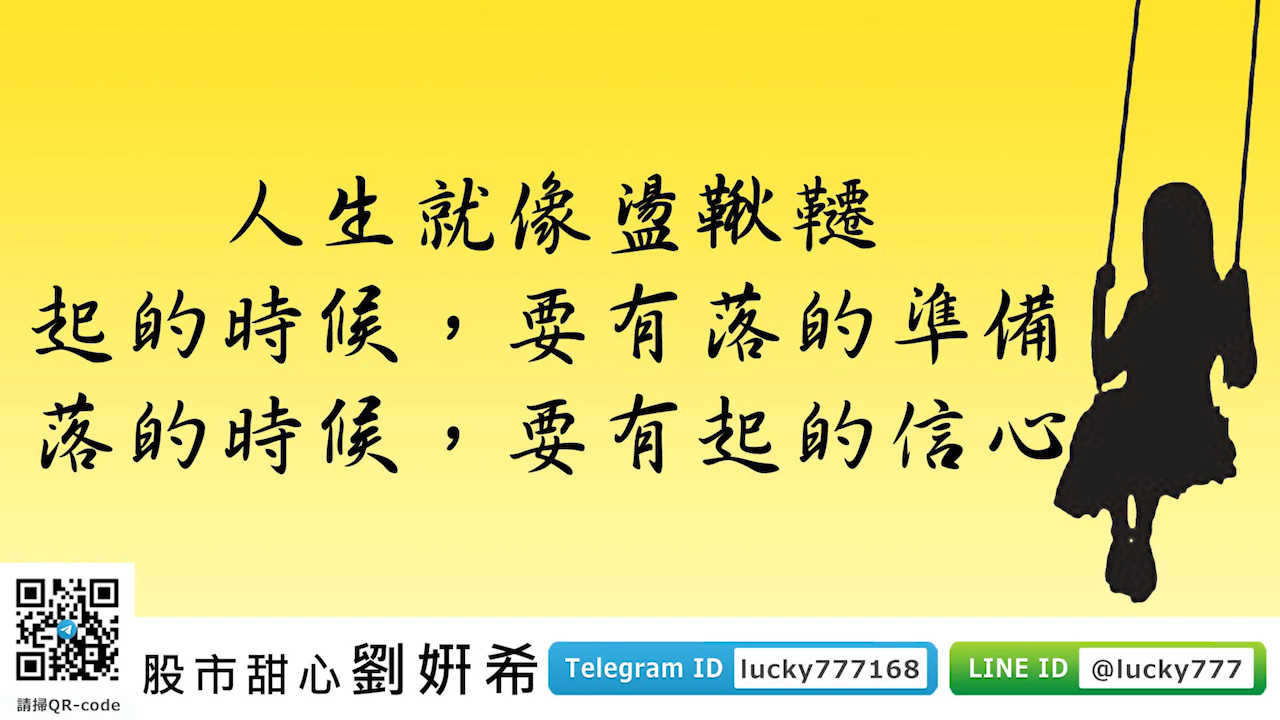 人生就像盪鞦韆
起的時候，要有落的準備
落的時候，要有起的信心
請掃QR-code
股市甜心劉妍希
Telegram ID lucky777168
LINE ID @lucky777